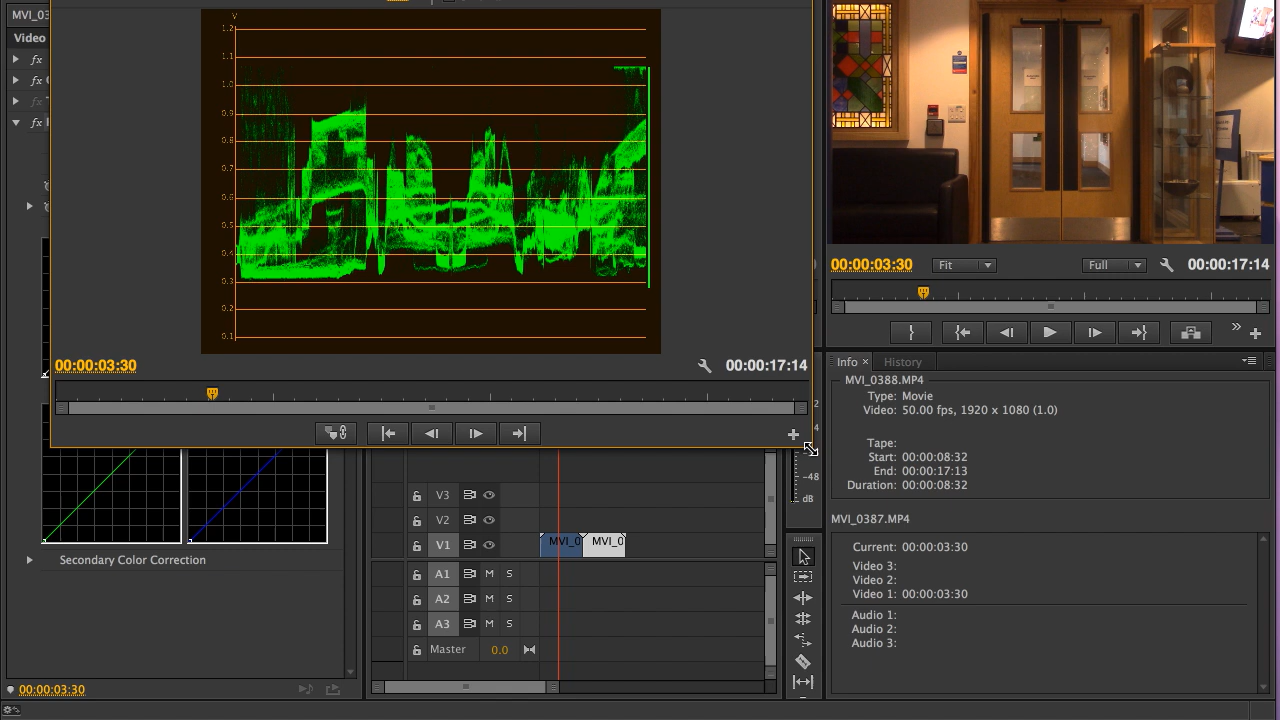 MVI_03
Video
fx
fx
fx
fx
V
1.2
1.1
1.0
0.9
0.8
0.7
0.6
0.5
0.4
0.3
0.2
0.1
00:00:03:30
00:00:17:14
00:00:03:30
Fit
Full
00:00:17:14
Info ×
History
MVI_0388.MP4
Type: Movie
Video: 50.00 fps, 1920 x 1080 (1.0)
Tape:
Start: 00:00:08:32
End: 00:00:17:13
Duration: 00:00:08:32
MVI_0387.MP4
Current: 00:00:03:30
Video 3:
Video 2:
Video 1: 00:00:03:30
Audio 1:
Audio 2:
Audio 3:
-48
dB
V3
V2
V1
MVI_0
MVI_0
A1 M S
A2 M S
A3 M S
Master 0.0
Secondary Color Correction
00:00:03:30